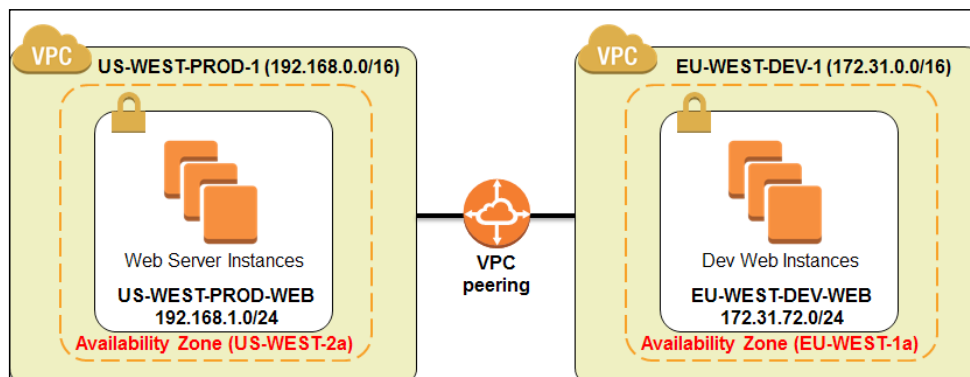 VPC
US-WEST-PROD-1 (192.168.0.0/16)
Web Server Instances
US-WEST-PROD-WEB
192.168.1.0/24
Availability Zone (US-WEST-2a)
VPC
peering
VPC
EU-WEST-DEV-1 (172.31.0.0/16)
Dev Web Instances
EU-WEST-DEV-WEB
172.31.72.0/24
Availability Zone (EU-WEST-1a)